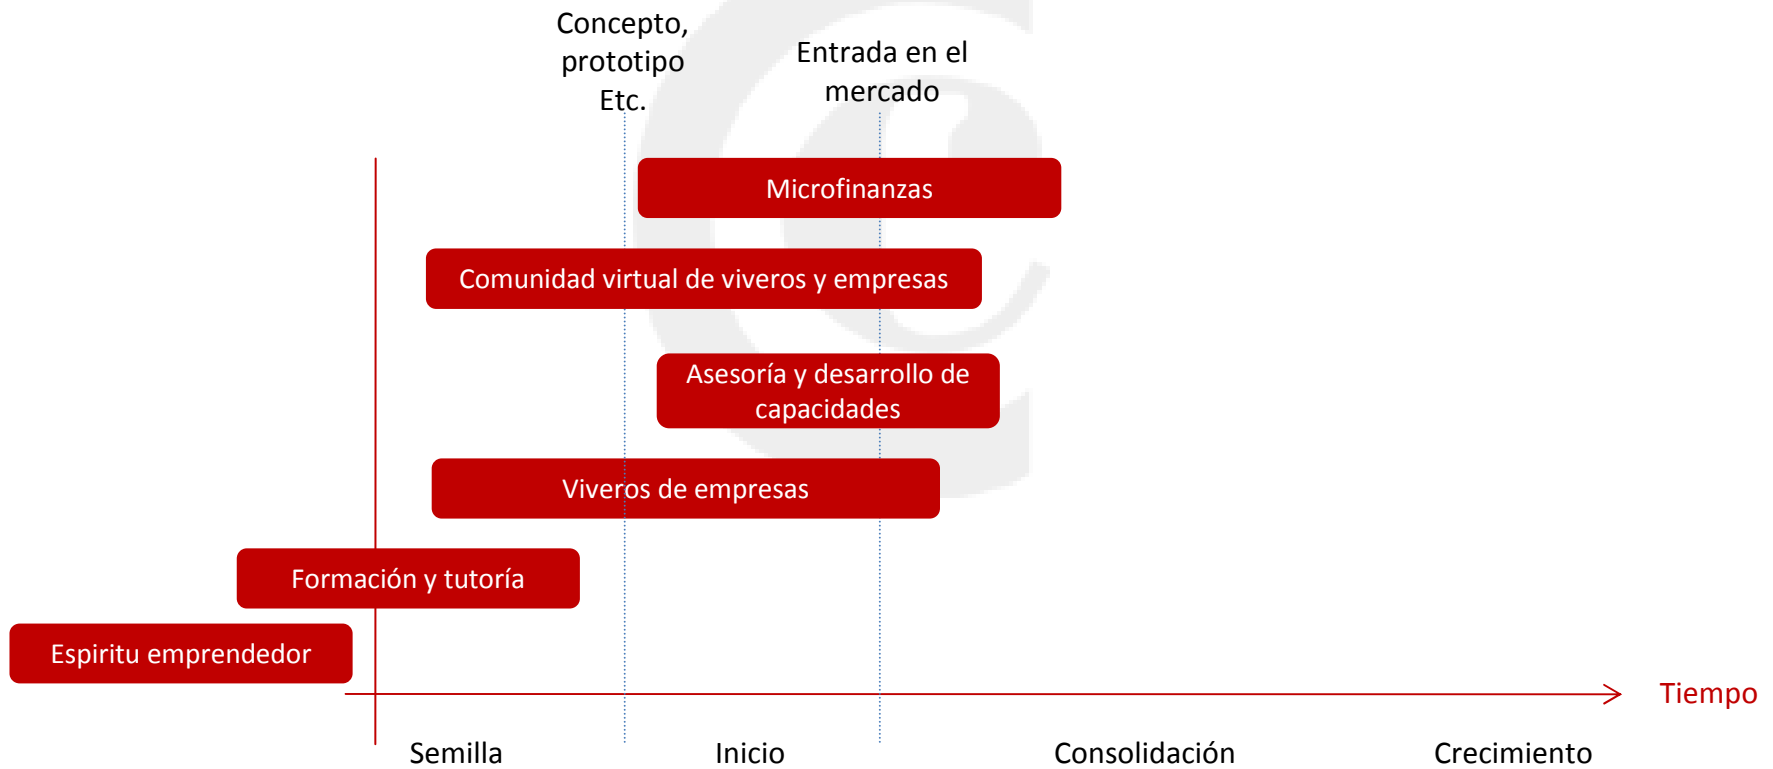 Concepto,
prototipo
Etc.
Entrada en el
mercado
Microfinanzas
Comunidad virtual de viveros y empresas
Asesoría y desarrollo de
capacidades
Viveros de empresas
Formación y tutoría
Espiritu emprendedor
Tiempo
Semilla
Inicio
Consolidación
Crecimiento